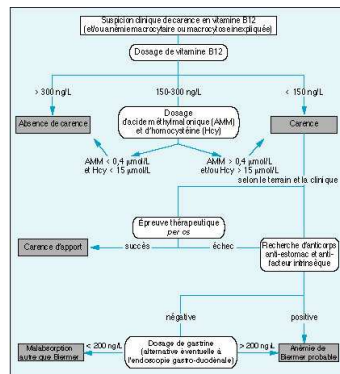 Suspicion clinique de carence en vitamine B12
(et/ou anémie macrocytaire ou macrocytose inexpliquée)
Dosage de vitamine B12
> 300 ng/L
150-300 ng/L
< 150 ng/L
Absence de carence
Dosage
d'acide méthylmalonique (AMM)
et d'homocystéine (Hcy)
Carence
AMM < 0,4 µmol/L
et Hcy < 15 µmol/L
AMM > 0,4 µmol/L
et/ou Hcy > 15 µmol/L
selon le terrain et la clinique
Épreuve thérapeutique
per os
Carence d'apport
succès
échec
Recherche d'anticorps
anti-estomac et anti-
facteur intrinsèque
négative
positive
Malabsorption
autre que Biermer
< 200 ng/L
Dosage de gastrine
(alternative éventuelle à
l'endoscopie gastro-duodénale)
> 200 ng/L
Anémie de
Biermer probable